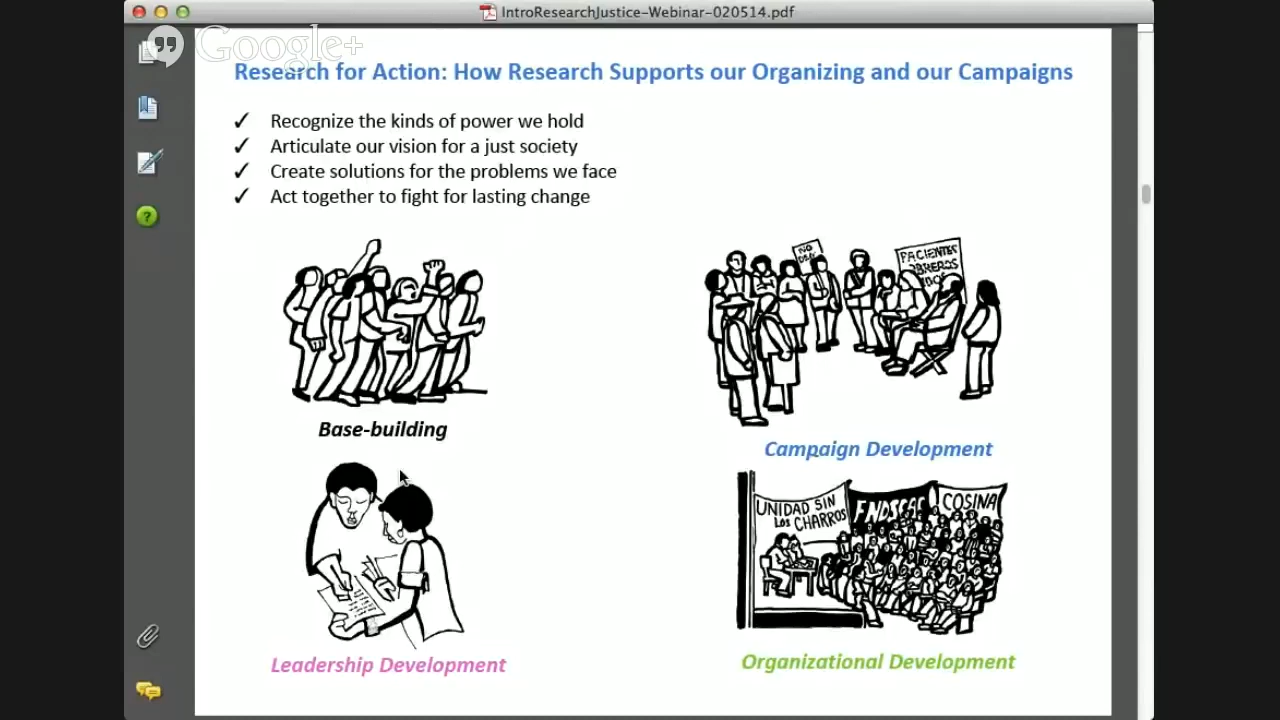 IntroResearchJustice-Webinar-020514.pdf
Google+
Research for Action: How Research Supports our Organizing and our Campaigns
✓ Recognize the kinds of power we hold
✓ Articulate our vision for a just society
✓ Create solutions for the problems we face
✓ Act together to fight for lasting change
NO
Base-building
Campaign Development
UNIDAD SIN
LOS CHARROS
COSINA
Leadership Development
Organizational Development